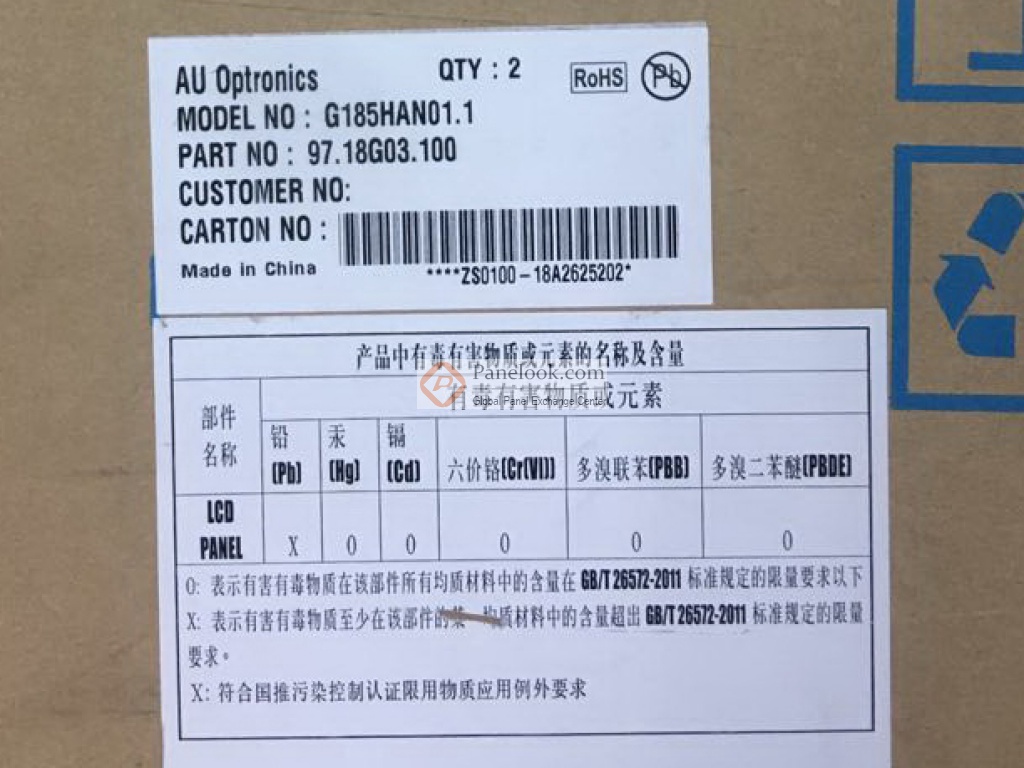 AU Optronics QTY : 2 RoHS Pb
MODEL NO : G185HAN01.1
PART NO : 97.18G03.100
CUSTOMER NO:
CARTON NO :
Made in China ****ZS0100-18A2625202*
产品中有毒有害物质或元素的名称及含量
Panelook.com
Global Panel Exchange Center
部件名称 有毒有害物质或元素
铅(Pb) 汞(Hg) 镉(Cd) 六价铬(Cr(VI)) 多溴联苯(PBB) 多溴二苯醚(PBDE)
LCD PANEL X O O O O O
O: 表示有害有毒物质在该部件所有均质材料中的含量在 GB/T 26572-2011 标准规定的限量要求以下
X: 表示有害有毒物质至少在该部件的某一均质材料中的含量超出 GB/T 26572-2011 标准规定的限量
要求。
X: 符合国推污染控制认证限用物质应用例外要求